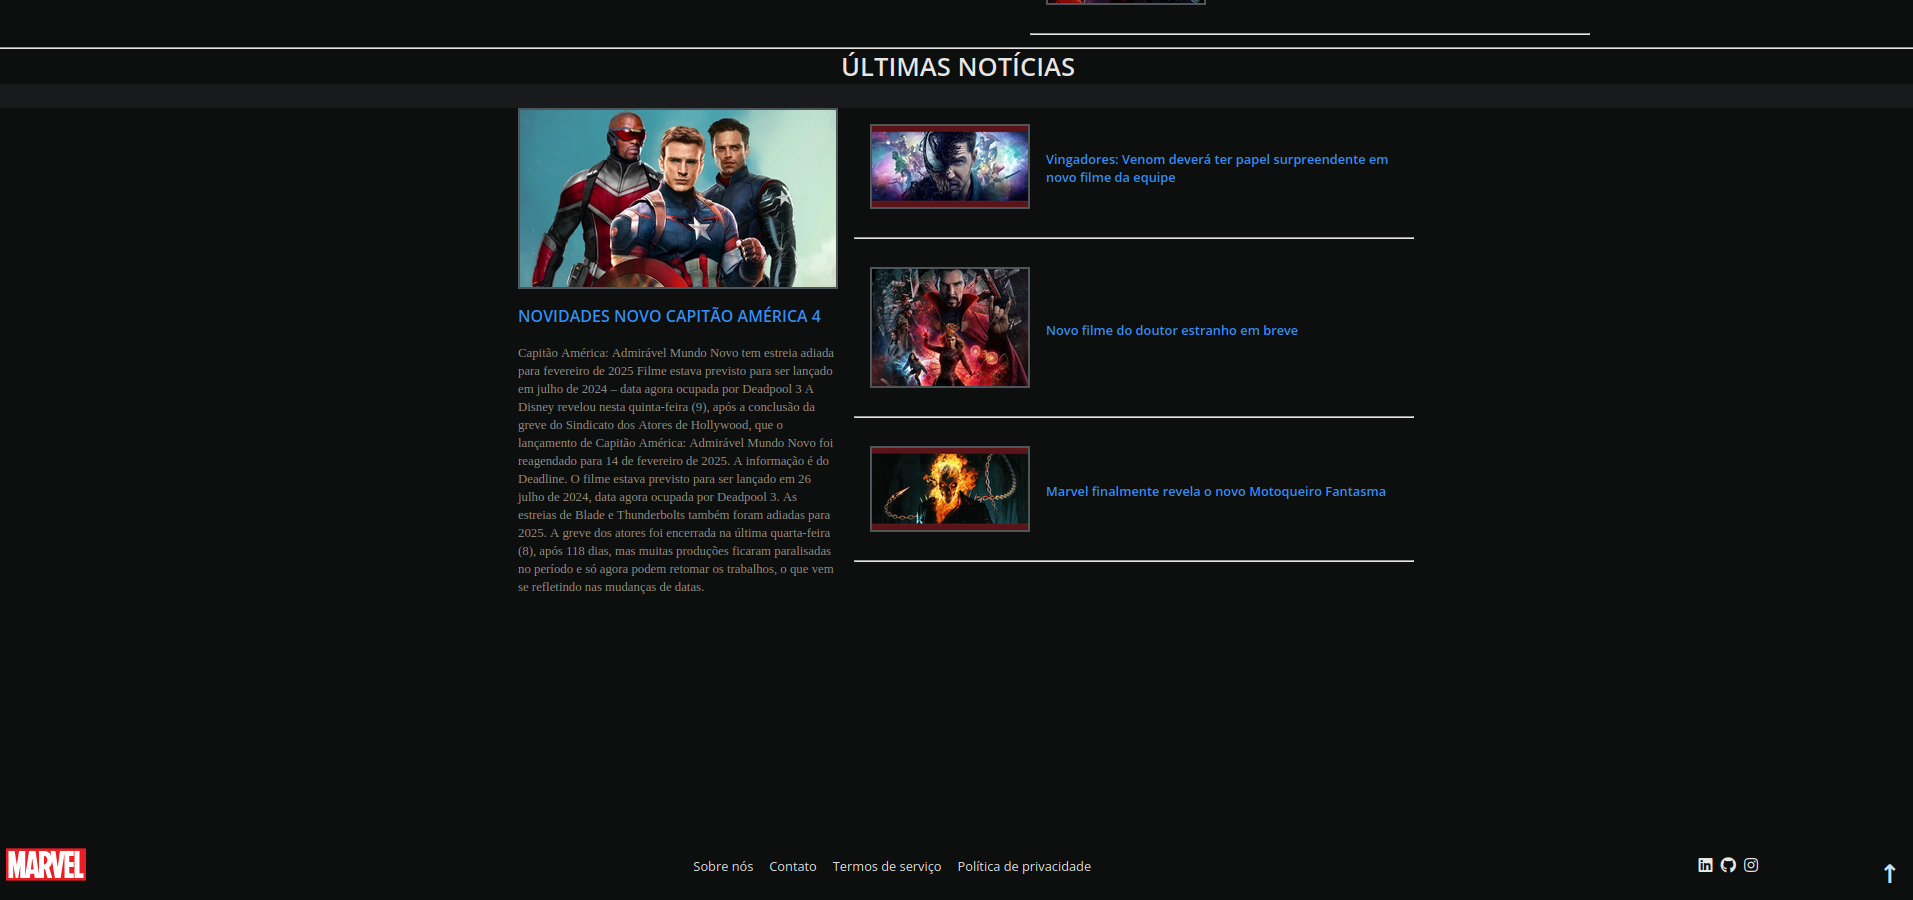 ÚLTIMAS NOTÍCIAS
NOVIDADES NOVO CAPITÃO AMÉRICA 4
Capitão América: Admirável Mundo Novo tem estreia adiada
para fevereiro de 2025 Filme estava previsto para ser lançado
em julho de 2024 – data agora ocupada por Deadpool 3 A
Disney revelou nesta quinta-feira (9), após a conclusão da
greve do Sindicato dos Atores de Hollywood, que o
lançamento de Capitão América: Admirável Mundo Novo foi
reagendado para 14 de fevereiro de 2025. A informação é do
Deadline. O filme estava previsto para ser lançado em 26
julho de 2024, data agora ocupada por Deadpool 3. As
estreias de Blade e Thunderbolts também foram adiadas para
2025. A greve dos atores foi encerrada na última quarta-feira
(8), após 118 dias, mas muitas produções ficaram paralisadas
no período e só agora podem retomar os trabalhos, o que vem
se refletindo nas mudanças de datas.
Vingadores: Venom deverá ter papel surpreendente em
novo filme da equipe
Novo filme do doutor estranho em breve
Marvel finalmente revela o novo Motoqueiro Fantasma
MARVEL
Sobre nós Contato Termos de serviço Política de privacidade